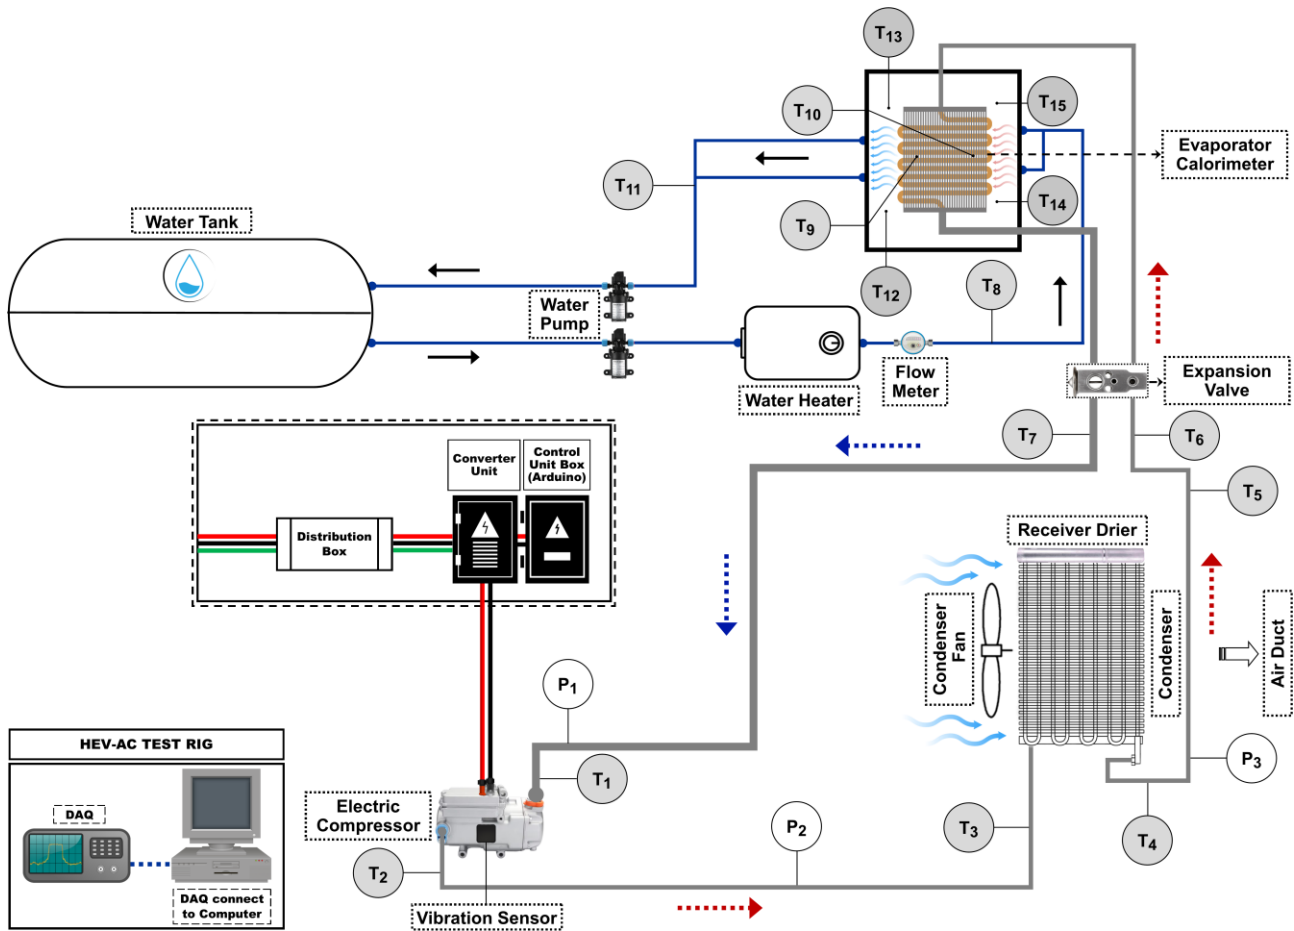 T13
T10
T15
Evaporator
Calorimeter
T11
T14
T9
Water Tank
T12
T8
Water
Pump
Water Heater
Flow
Meter
Expansion
Valve
T7
T6
Converter
Unit
Control
Unit Box
(Arduino)
T5
Distribution
Box
Receiver Drier
Condenser
Fan
Condenser
Air Duct
P1
HEV-AC TEST RIG
T1
P3
DAQ
Electric
Compressor
P2
T3
T4
T2
DAQ connect
to Computer
Vibration Sensor